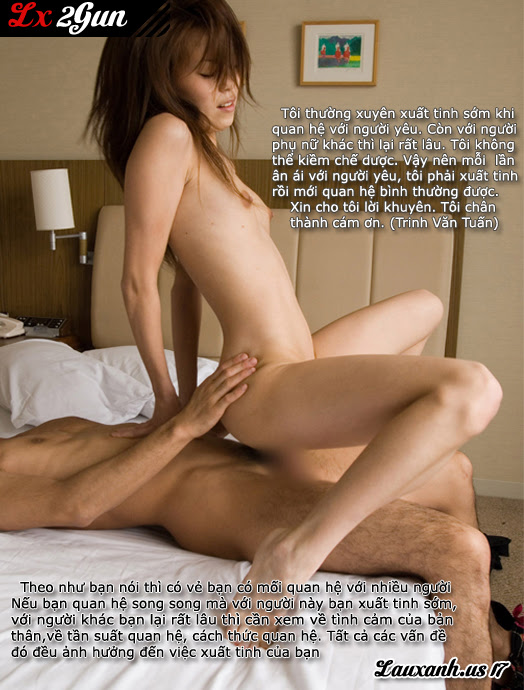 Lx 2Gun
Tôi thường xuyên xuất tinh sớm khi
quan hệ với người yêu. Còn với người
phụ nữ khác thì lại rất lâu. Tôi không
thể kiềm chế dược. Vậy nên mỗi lần
ân ái với người yêu, tôi phải xuất tinh
rồi mới quan hệ bình thường được.
Xin cho tôi lời khuyên. Tôi chân
thành cám ơn. (Trinh Văn Tuấn)
Theo như bạn nói thì có vẻ bạn có mối quan hệ với nhiều người
Nếu bạn quan hệ song song mà với người này bạn xuất tinh sớm,
với người khác bạn lại rất lâu thì cần xem về tình cảm của bản
thân,về tần suất quan hệ, cách thức quan hệ. Tất cả các vấn đề
đó đều ảnh hưởng đến việc xuất tinh của bạn
Lauxanh.us 17